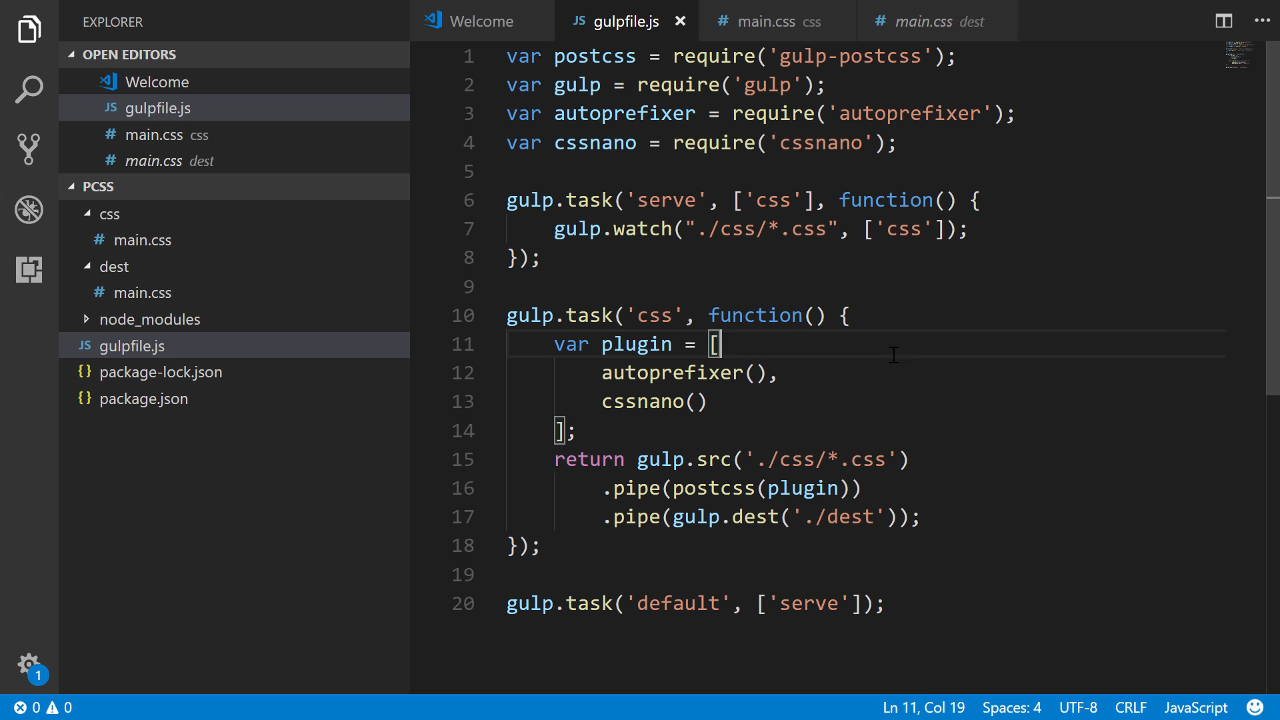 EXPLORER
OPEN EDITORS
Welcome
gulpfile.js
main.css css
main.css dest
PCSS
css
main.css
dest
main.css
node_modules
gulpfile.js
package-lock.json
package.json
1
Welcome
gulpfile.js
main.css css
main.css dest
1 var postcss = require('gulp-postcss');
2 var gulp = require('gulp');
3 var autoprefixer = require('autoprefixer');
4 var cssnano = require('cssnano');
5
6 gulp.task('serve', ['css'], function() {
7     gulp.watch("./css/*.css", ['css']);
8 });
9
10 gulp.task('css', function() {
11     var plugin = [
12         autoprefixer(),
13         cssnano()
14     ];
15     return gulp.src('./css/*.css')
16         .pipe(postcss(plugin))
17         .pipe(gulp.dest('./dest'));
18 });
19
20 gulp.task('default', ['serve']);
0 0 Ln 11, Col 19 Spaces: 4 UTF-8 CRLF JavaScript